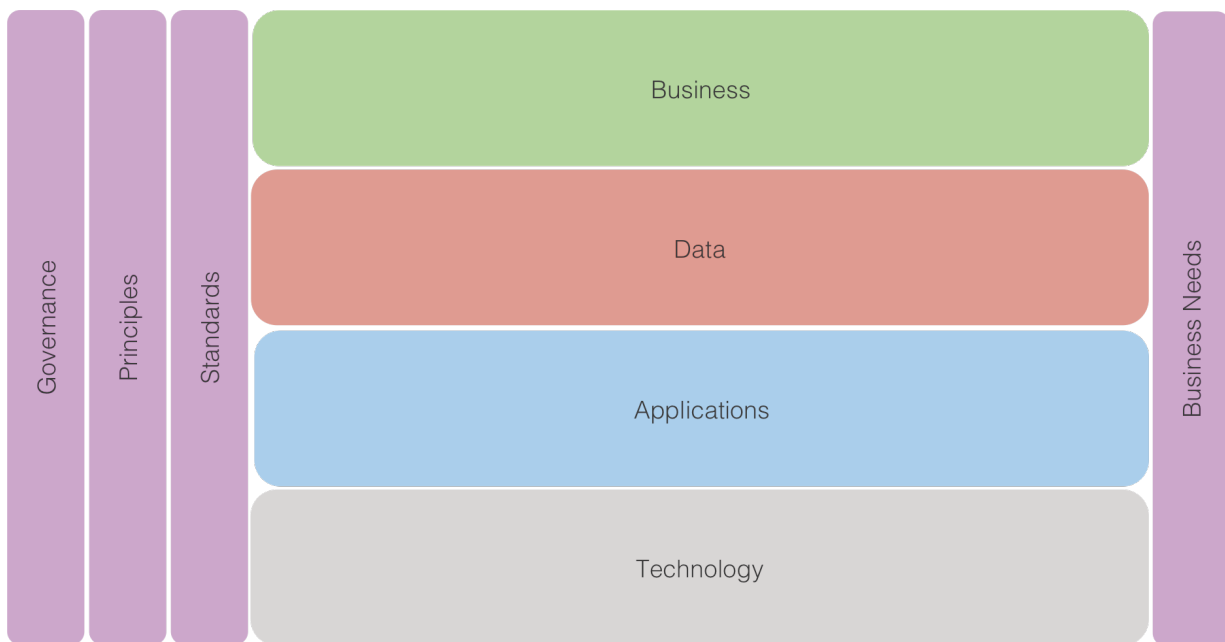 Governance
Principles
Standards
Business
Data
Applications
Technology
Business Needs